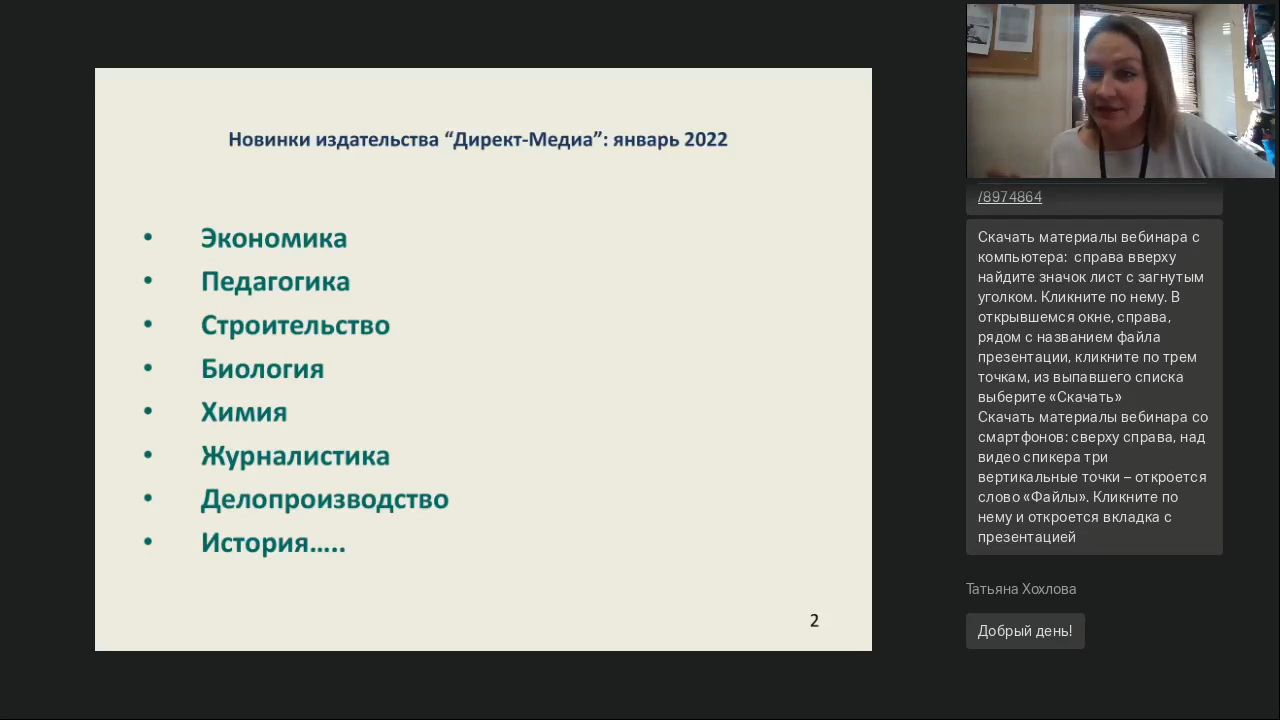 Новинки издательства “Директ-Медиа”: январь 2022
• Экономика
• Педагогика
• Строительство
• Биология
• Химия
• Журналистика
• Делопроизводство
• История.....
2
/8974864
Скачать материалы вебинара с
компьютера:  справа вверху
найдите значок лист с загнутым
уголком. Кликните по нему. В
открывшемся окне, справа,
рядом с названием файла
презентации, кликните по трем
точкам, из выпавшего списка
выберите «Скачать»
Скачать материалы вебинара со
смартфонов: сверху справа, над
видео спикера три
вертикальные точки – откроется
слово «Файлы». Кликните по
нему и откроется вкладка с
презентацией
Татьяна Хохлова
Добрый день!